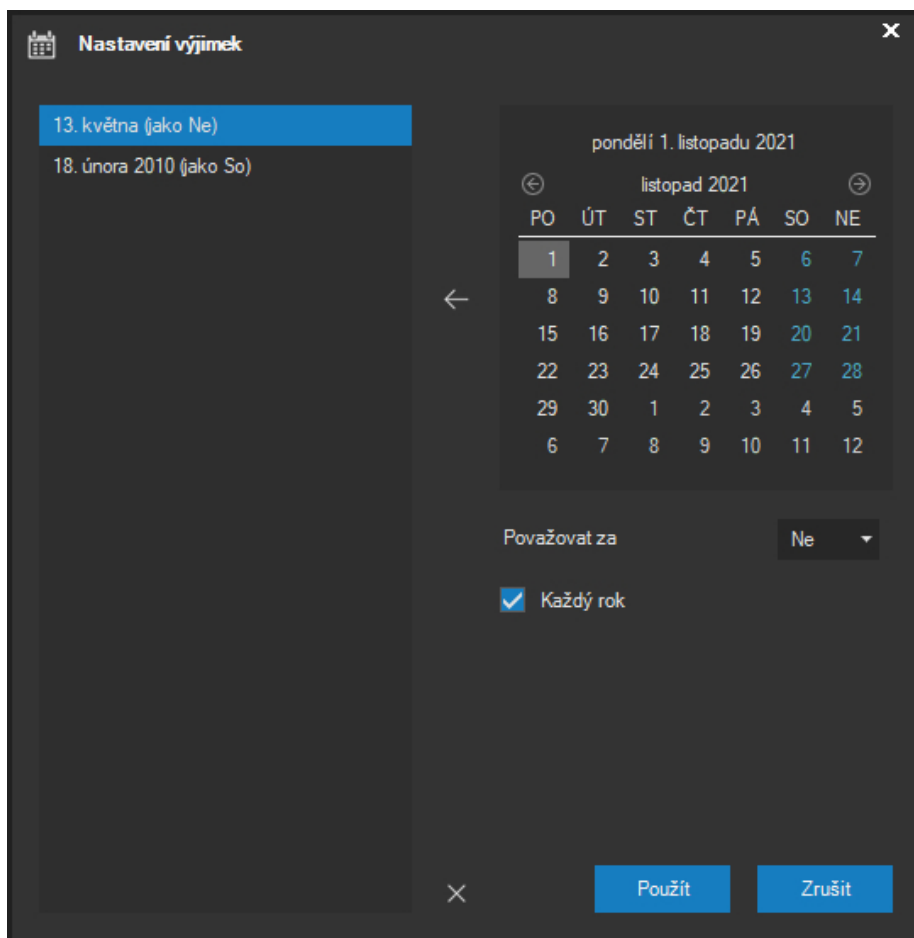 Nastavení výjimek
13. května (jako Ne)
18. února 2010 (jako So)
pondělí 1. listopadu 2021
listopad 2021
PO ÚT ST ČT PÁ SO NE
1 2 3 4 5 6 7
8 9 10 11 12 13 14
15 16 17 18 19 20 21
22 23 24 25 26 27 28
29 30 1 2 3 4 5
6 7 8 9 10 11 12
Považovat za Ne
Každý rok
Použít Zrušit